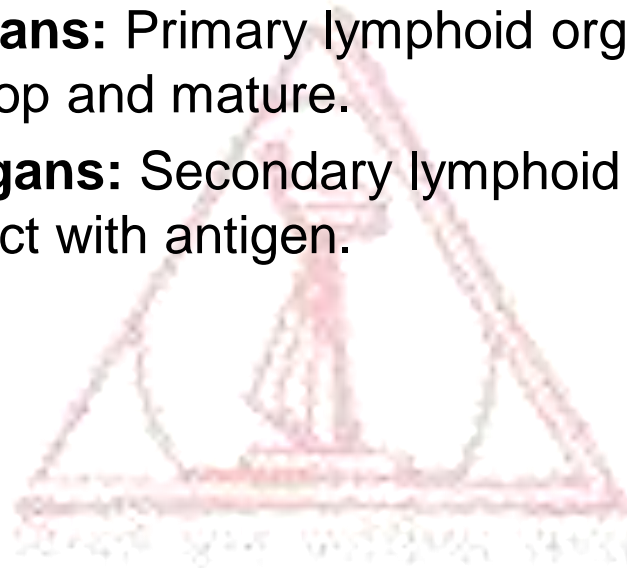 ans: Primary lymphoid org
op and mature.
gans: Secondary lymphoid
ct with antigen.